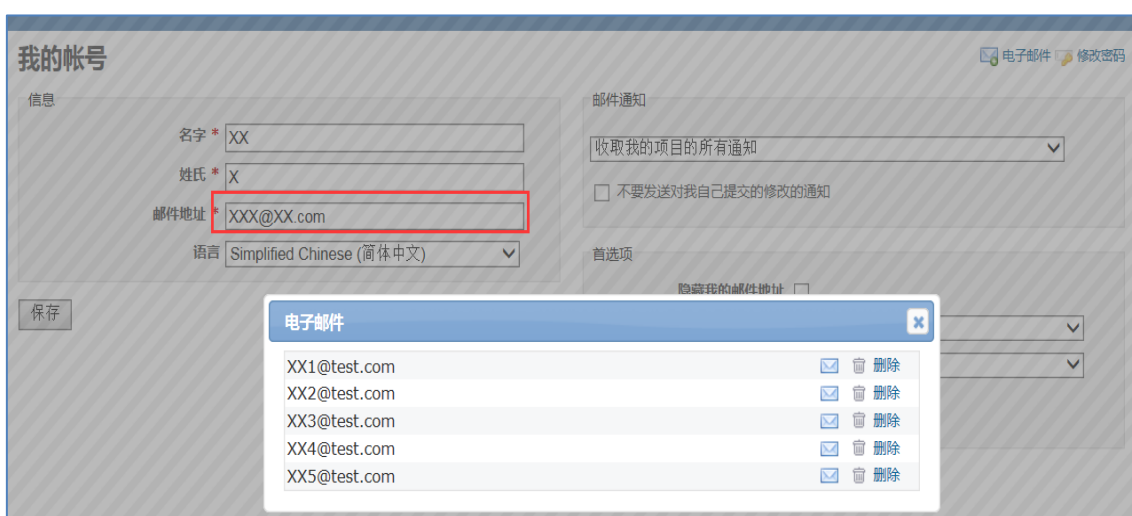 我的帐号
电子邮件 修改密码
信息
名字 * XX
姓氏 * X
邮件地址 * XXX@XX.com
语言 Simplified Chinese (简体中文)
保存
邮件通知
收取我的项目的所有通知
不要发送对我自己提交的修改的通知
首选项
隐藏我的邮件地址
电子邮件
XX1@test.com 删除
XX2@test.com 删除
XX3@test.com 删除
XX4@test.com 删除
XX5@test.com 删除